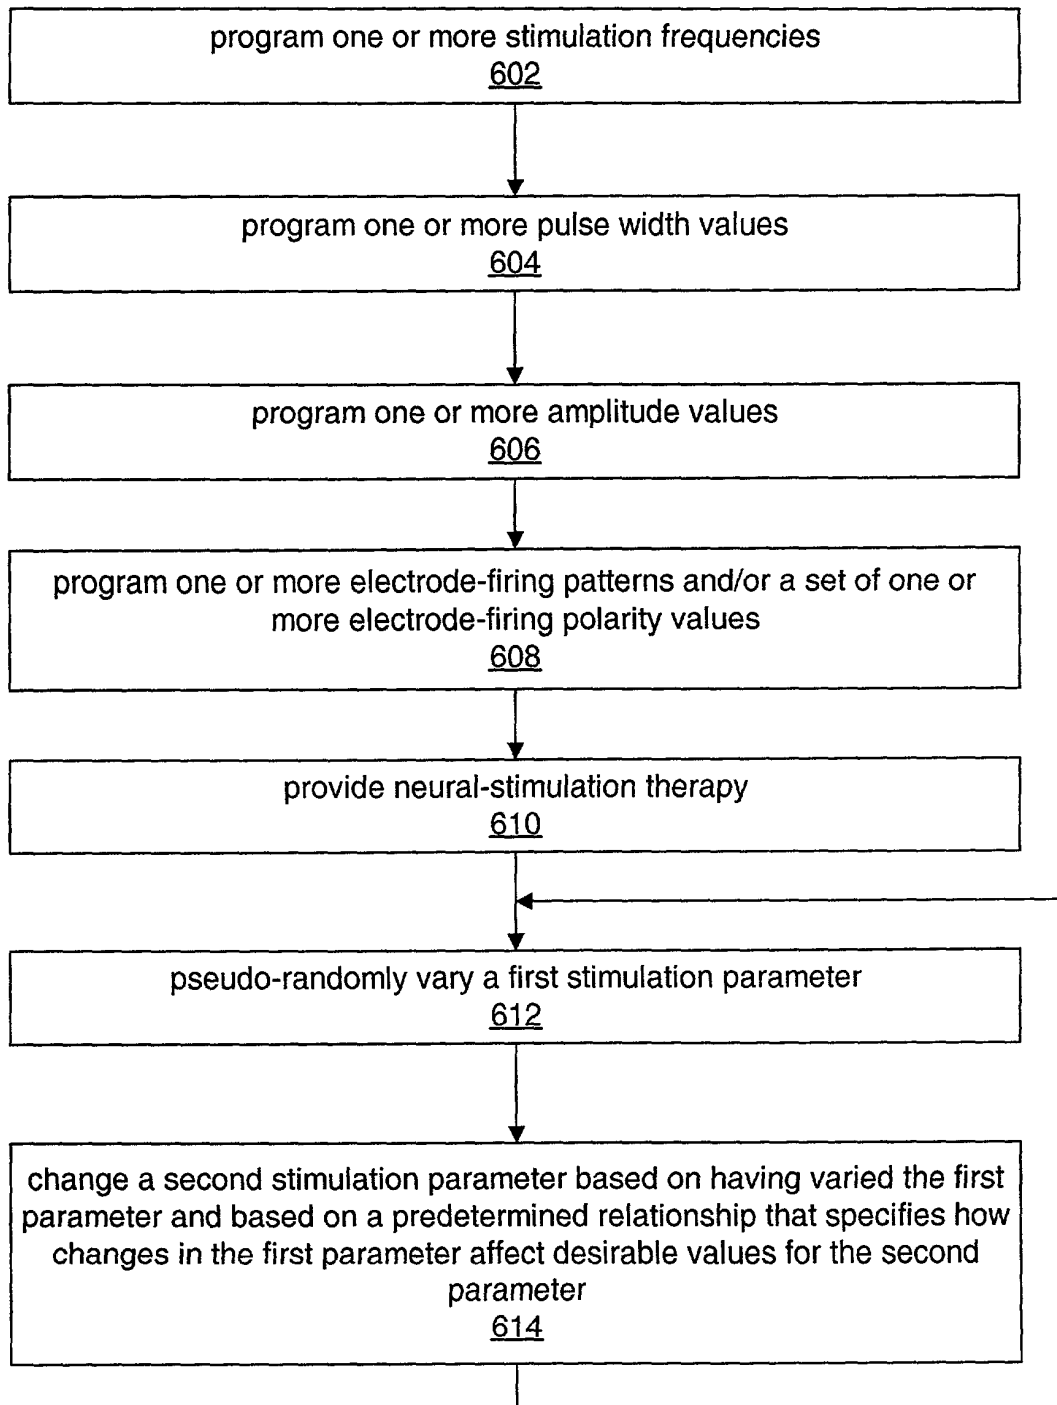 program one or more stimulation frequencies
602
program one or more pulse width values
604
program one or more amplitude values
606
program one or more electrode-firing patterns and/or a set of one or
more electrode-firing polarity values
608
provide neural-stimulation therapy
610
pseudo-randomly vary a first stimulation parameter
612
change a second stimulation parameter based on having varied the first
parameter and based on a predetermined relationship that specifies how
changes in the first parameter affect desirable values for the second
parameter
614